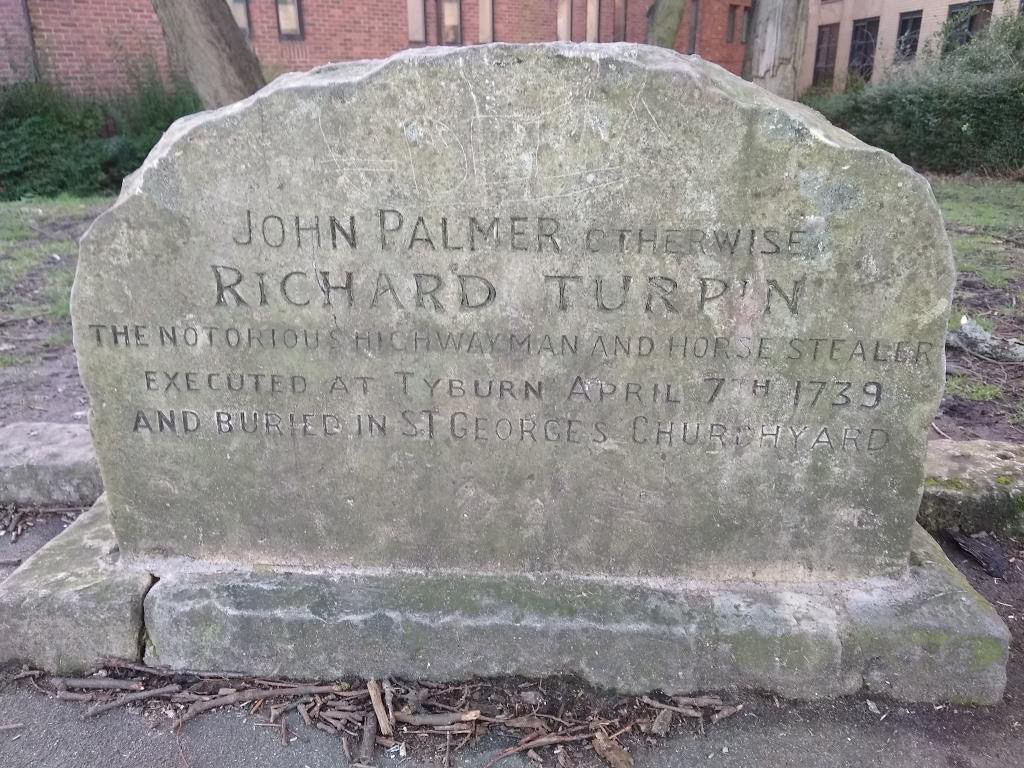 JOHN PALMER OTHERWISE
RICHARD TURPIN
THE NOTORIOUS HIGHWAYMAN AND HORSE STEALER
EXECUTED AT TYBURN APRIL 7TH 1739
AND BURIED IN ST GEORGES CHURCHYARD